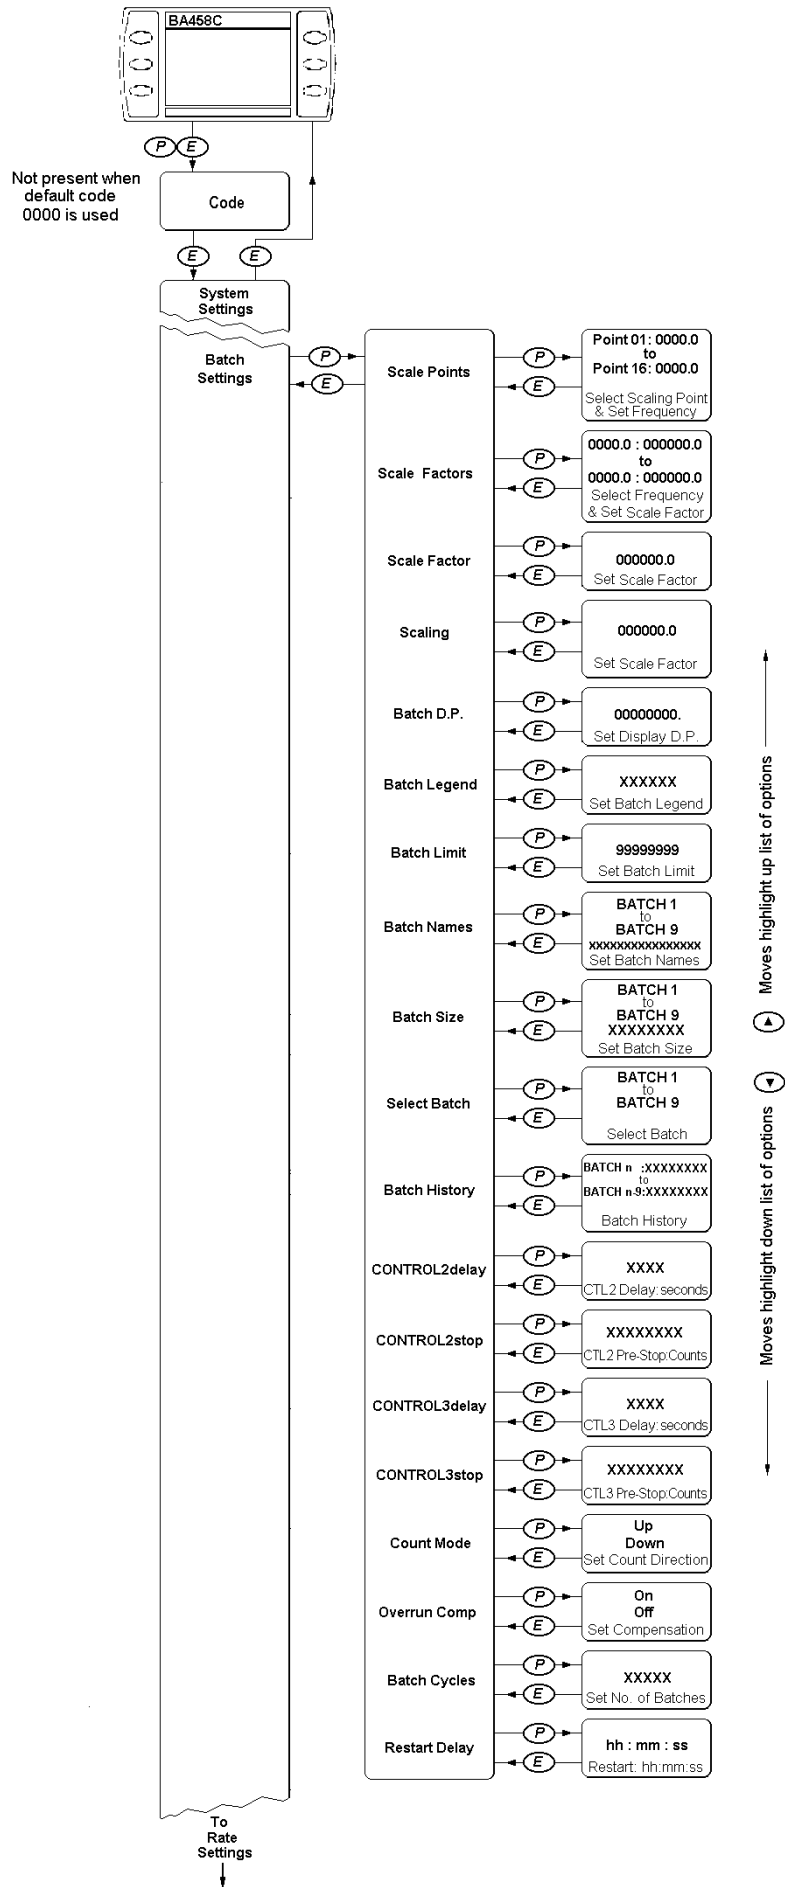 BA458C
P E
Not present when
default code
0000 is used
Code
E E
System
Settings
Batch
Settings
P
E
Scale Points
P
E
Point 01: 0000.0
to
Point 16: 0000.0
Select Scaling Point
& Set Frequency
Scale Factors
P
E
0000.0 : 000000.0
to
0000.0 : 000000.0
Select Frequency
& Set Scale Factor
Scale Factor
P
E
000000.0
Set Scale Factor
Scaling
P
E
000000.0
Set Scale Factor
Batch D.P.
P
E
00000000.
Set Display D.P.
Batch Legend
P
E
XXXXXX
Set Batch Legend
Batch Limit
P
E
99999999
Set Batch Limit
Batch Names
P
E
BATCH 1
to
BATCH 9
xxxxxxxxxxxxxxxx
Set Batch Names
Batch Size
P
E
BATCH 1
to
BATCH 9
XXXXXXXX
Set Batch Size
Select Batch
P
E
BATCH 1
to
BATCH 9
Select Batch
Batch History
P
E
BATCH n :XXXXXXXX
to
BATCH n-9:XXXXXXXX
Batch History
CONTROL2delay
P
E
XXXX
CTL2 Delay:seconds
CONTROL2stop
P
E
XXXXXXXX
CTL2 Pre-Stop:Counts
CONTROL3delay
P
E
XXXX
CTL3 Delay:seconds
CONTROL3stop
P
E
XXXXXXXX
CTL3 Pre-Stop:Counts
Count Mode
P
E
Up
Down
Set Count Direction
Overrun Comp
P
E
On
Off
Set Compensation
Batch Cycles
P
E
XXXXX
Set No. of Batches
Restart Delay
P
E
hh : mm : ss
Restart: hh:mm:ss
Moves highlight up list of options
Moves highlight down list of options
To
Rate
Settings